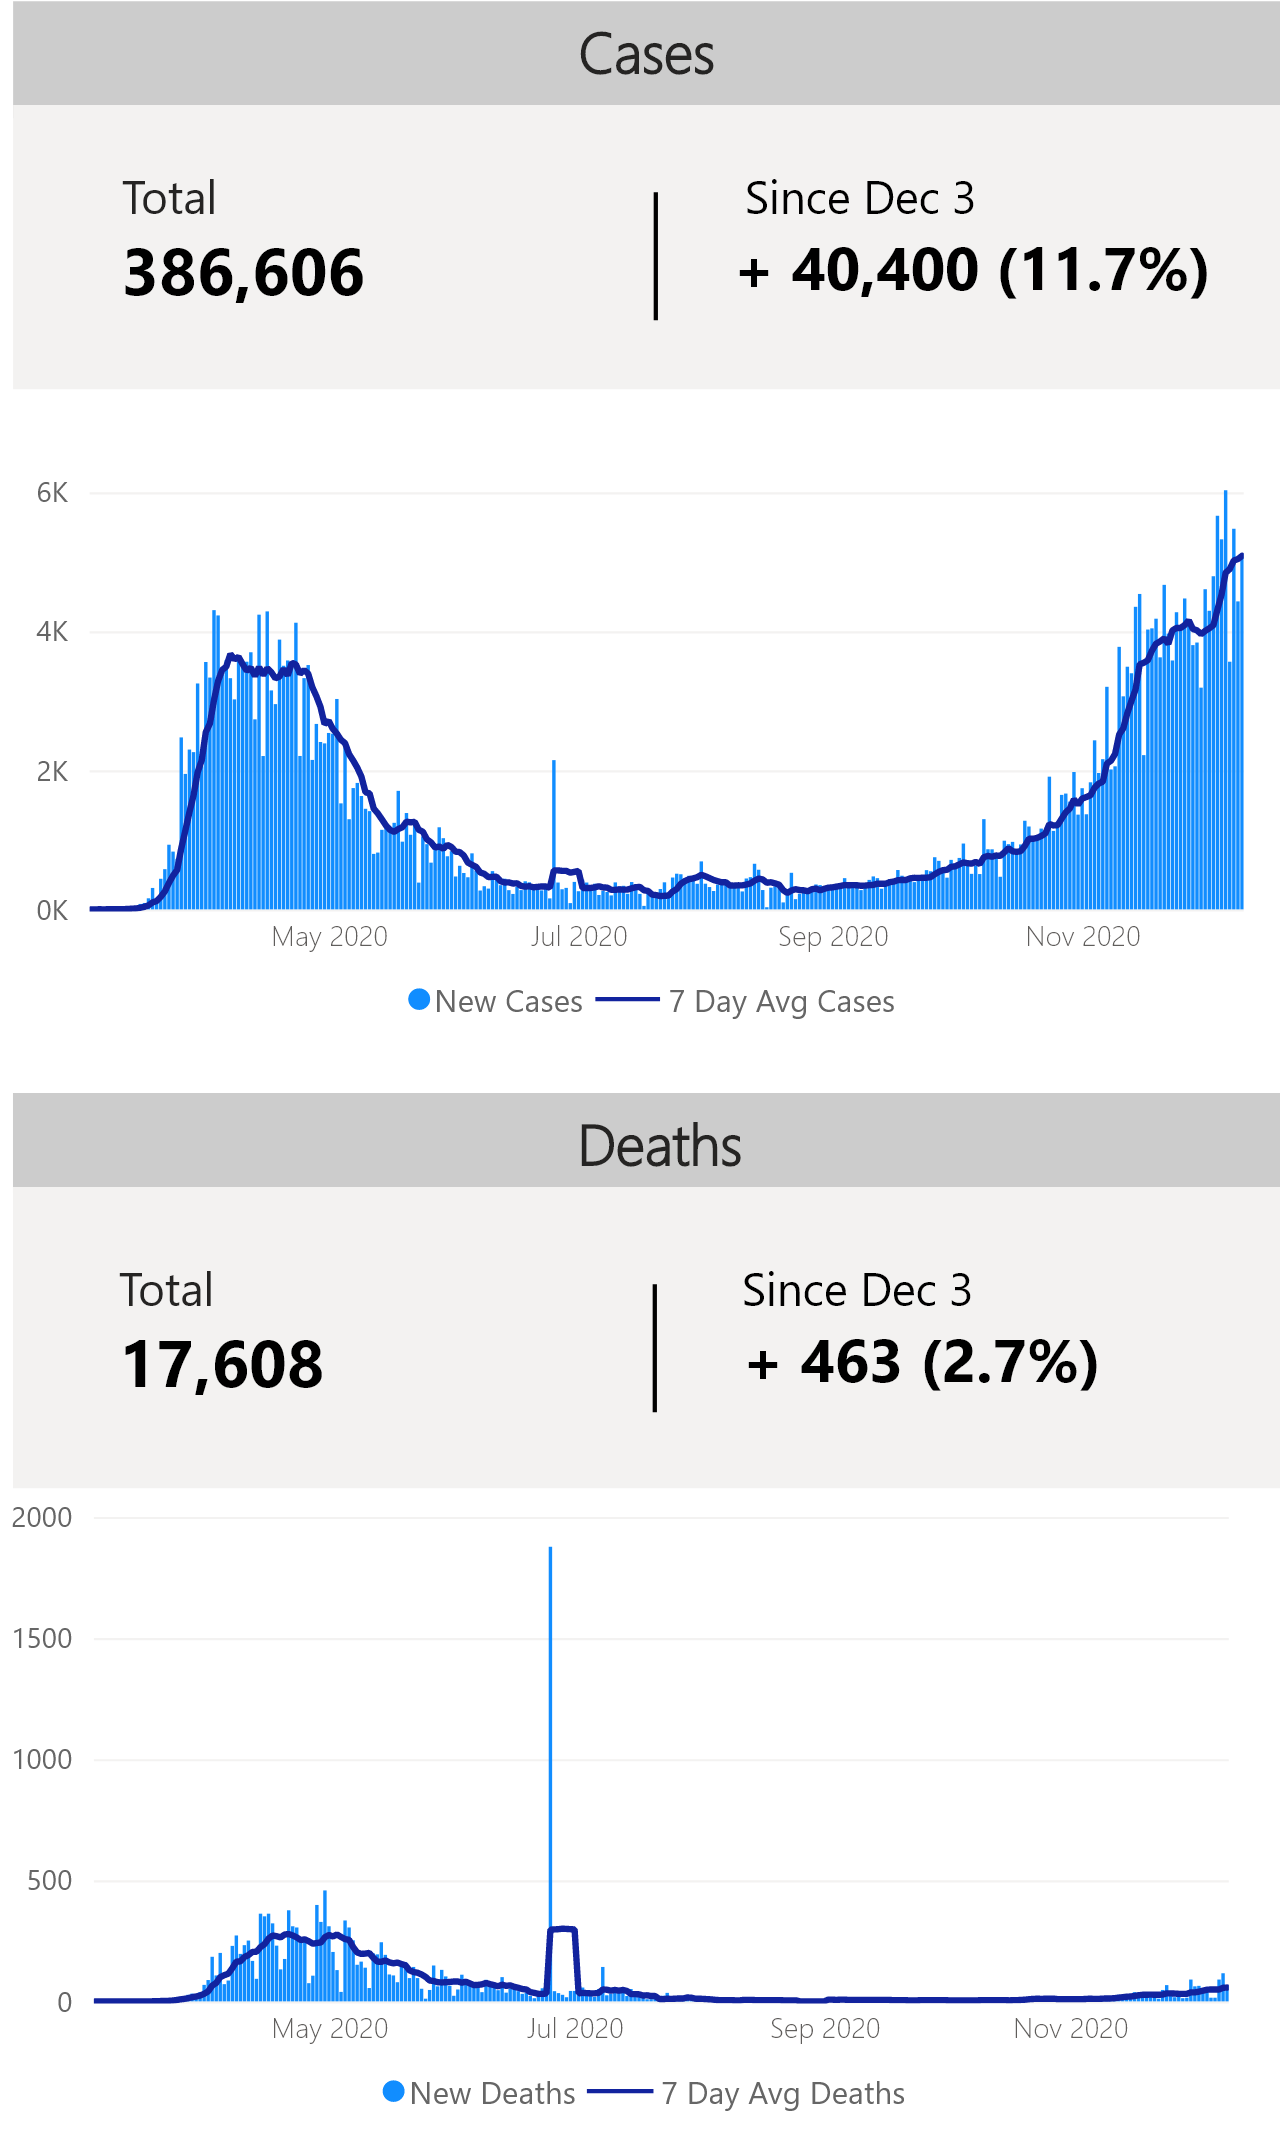 Cases
Total
Since Dec 3
386,606
+ 40,400 (11.7%)
6K
4K
2K
0K
May 2020
Jul 2020
Sep 2020
Nov 2020
New Cases
7 Day Avg Cases
Deaths
Total
Since Dec 3
17,608
+ 463 (2.7%)
2000
1500
1000
500
0
May 2020
Jul 2020
Sep 2020
Nov 2020
New Deaths
7 Day Avg Deaths